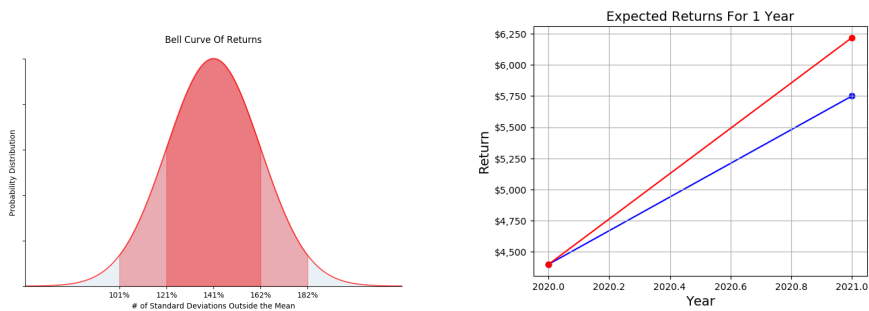 Bell Curve Of Returns
Probability Distribution
101% 121% 141% 162% 182%
# of Standard Deviations Outside the Mean
Expected Returns For 1 Year
Return
$6,250
$6,000
$5,750
$5,500
$5,250
$5,000
$4,750
$4,500
2020.0 2020.2 2020.4 2020.6 2020.8 2021.0
Year